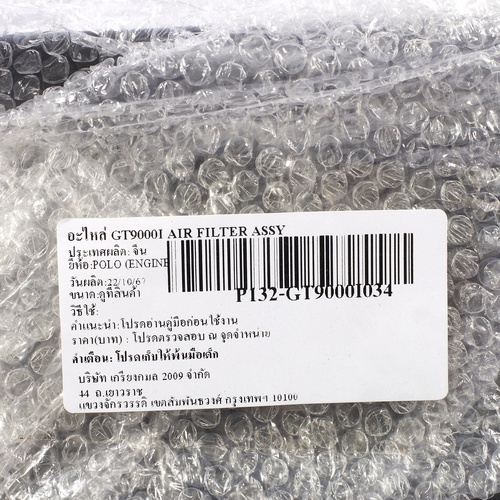 อะไหล่ GT9000I AIR FILTER ASSY
ประเทศผลิต: จีน
ยี่ห้อ:POLO (ENGINE
วันผลิต:22/10/67
ขนาด:ดูที่สินค้า
P132-GT9000I034
วิธีใช้:
คำแนะนำ:โปรดอ่านคู่มือก่อนใช้งาน
ราคา(บาท) : โปรดตรวจสอบ ณ จุดจำหน่าย
คำเตือน: โปรดเก็บให้พ้นมือเด็ก
บริษัท เกรียงกมล 2009 จำกัด
44 ถ.เยาวราช
แขวงจักรวรรดิ เขตสัมพันธวงศ์ กรุงเทพฯ 10100